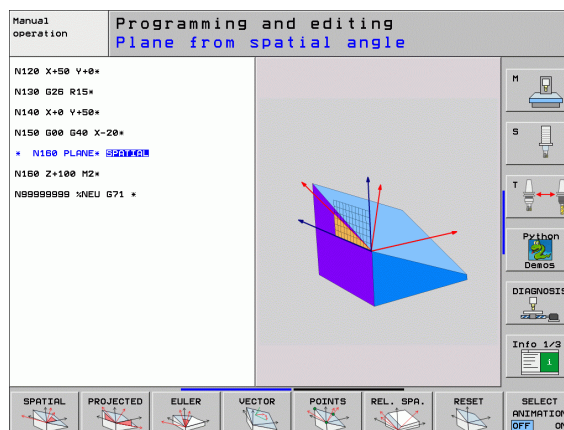 Manual
operation
Programming and editing
Plane from spatial angle
N120 X+50 Y+0*
N130 G26 R15*
N140 X+0 Y+50*
N150 G00 G40 X-20*
* N160 PLANE* SPATIAL
N160 Z+100 M2*
N99999999 %NEU G71 *
M
S
T
Python
Demos
DIAGNOSIS
Info 1/3
i
SPATIAL
PROJECTED
EULER
VECTOR
POINTS
REL. SPA.
RESET
SELECT
ANIMATION
OFF ON